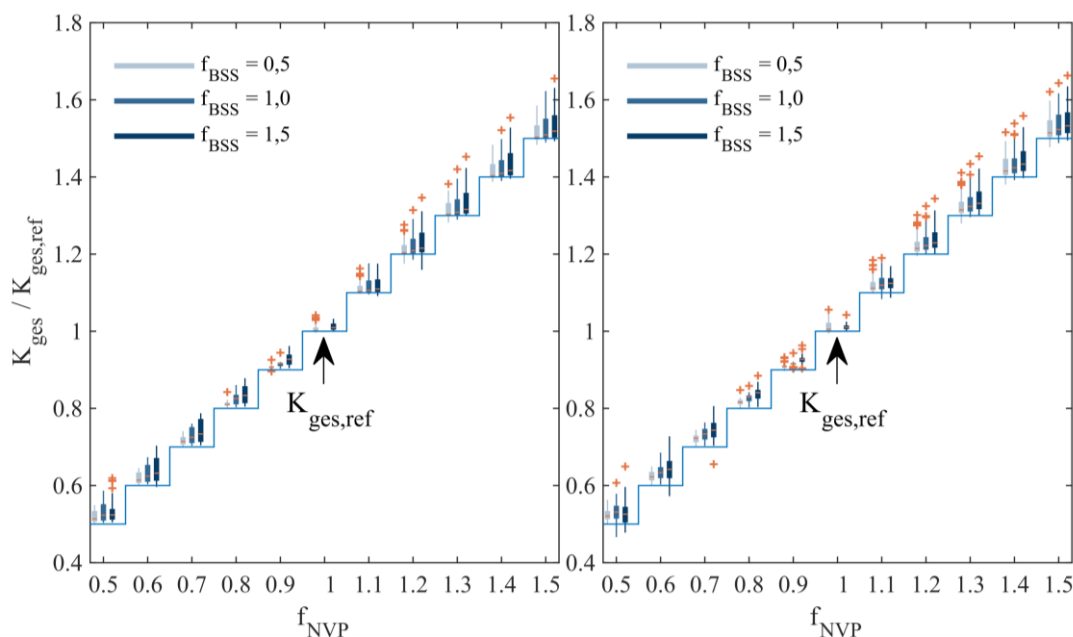 K_ges / K_ges,ref
1.8
1.6
1.4
1.2
1
0.8
0.6
0.4
f_BSS = 0,5
f_BSS = 1,0
f_BSS = 1,5
K_ges,ref
0.5 0.6 0.7 0.8 0.9 1 1.1 1.2 1.3 1.4 1.5
f_NVP
1.8
1.6
1.4
1.2
1
0.8
0.6
0.4
f_BSS = 0,5
f_BSS = 1,0
f_BSS = 1,5
K_ges,ref
0.5 0.6 0.7 0.8 0.9 1 1.1 1.2 1.3 1.4 1.5
f_NVP